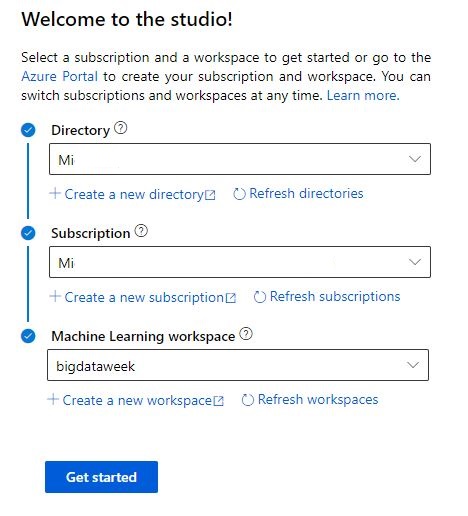 Welcome to the studio!
Select a subscription and a workspace to get started or go to the
Azure Portal to create your subscription and workspace. You can
switch subscriptions and workspaces at any time. Learn more.
Directory ?
Mi
+ Create a new directory Refresh directories
Subscription ?
Mi
+ Create a new subscription Refresh subscriptions
Machine Learning workspace ?
bigdataweek
+ Create a new workspace Refresh workspaces
Get started